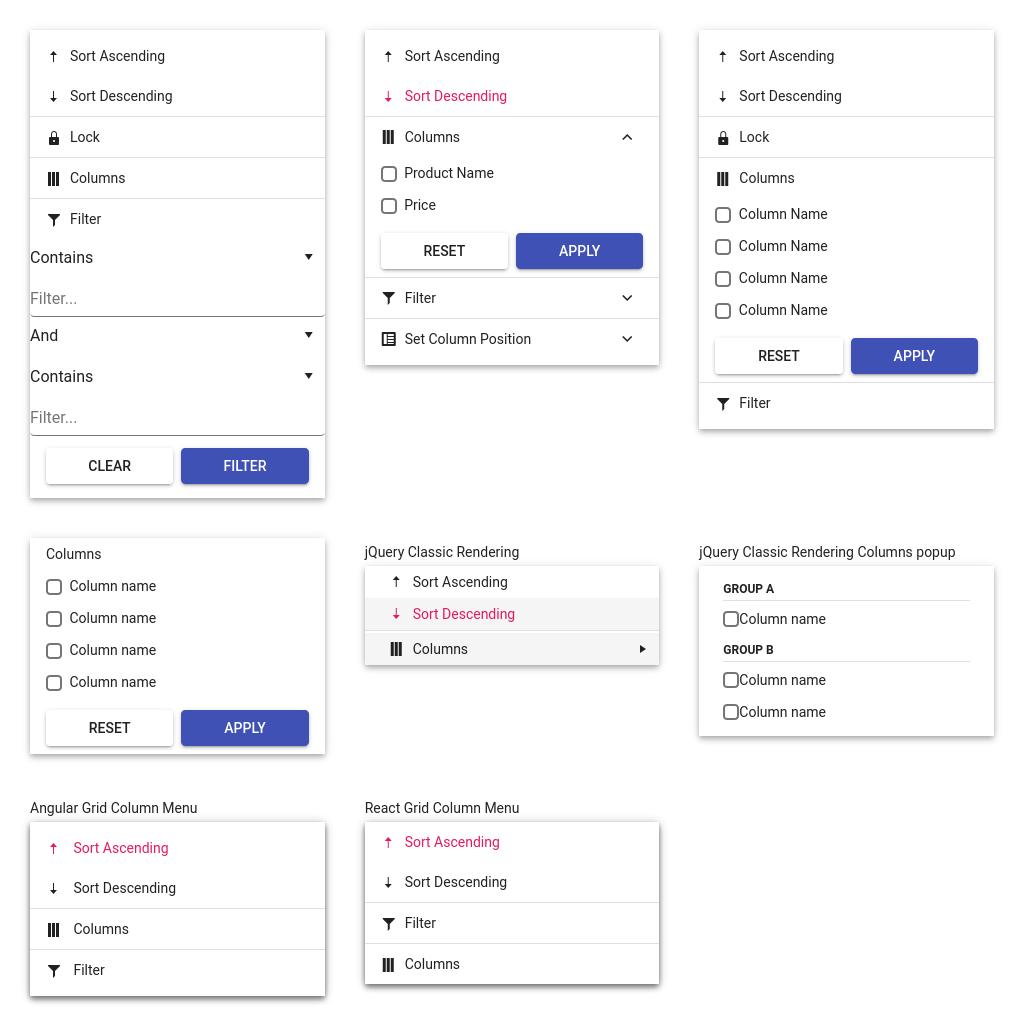 Sort Ascending
Sort Descending
Lock
Columns
Filter
Contains
Filter...
And
Contains
Filter...
CLEAR FILTER
Sort Ascending
Sort Descending
Columns
Product Name
Price
RESET APPLY
Filter
Set Column Position
Sort Ascending
Sort Descending
Lock
Columns
Column Name
Column Name
Column Name
Column Name
RESET APPLY
Filter
Columns
Column name
Column name
Column name
Column name
RESET APPLY
jQuery Classic Rendering
Sort Ascending
Sort Descending
Columns
jQuery Classic Rendering Columns popup
GROUP A
Column name
GROUP B
Column name
Column name
Angular Grid Column Menu
Sort Ascending
Sort Descending
Columns
Filter
React Grid Column Menu
Sort Ascending
Sort Descending
Filter
Columns